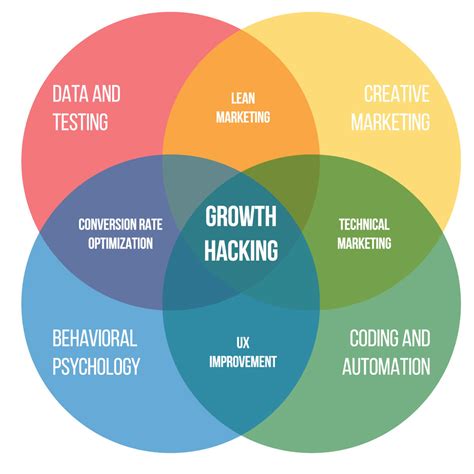 DATA AND
TESTING
LEAN
MARKETING
CREATIVE
MARKETING
CONVERSION RATE
OPTIMIZATION
GROWTH
HACKING
TECHNICAL
MARKETING
BEHAVIORAL
PSYCHOLOGY
UX
IMPROVEMENT
CODING AND
AUTOMATION